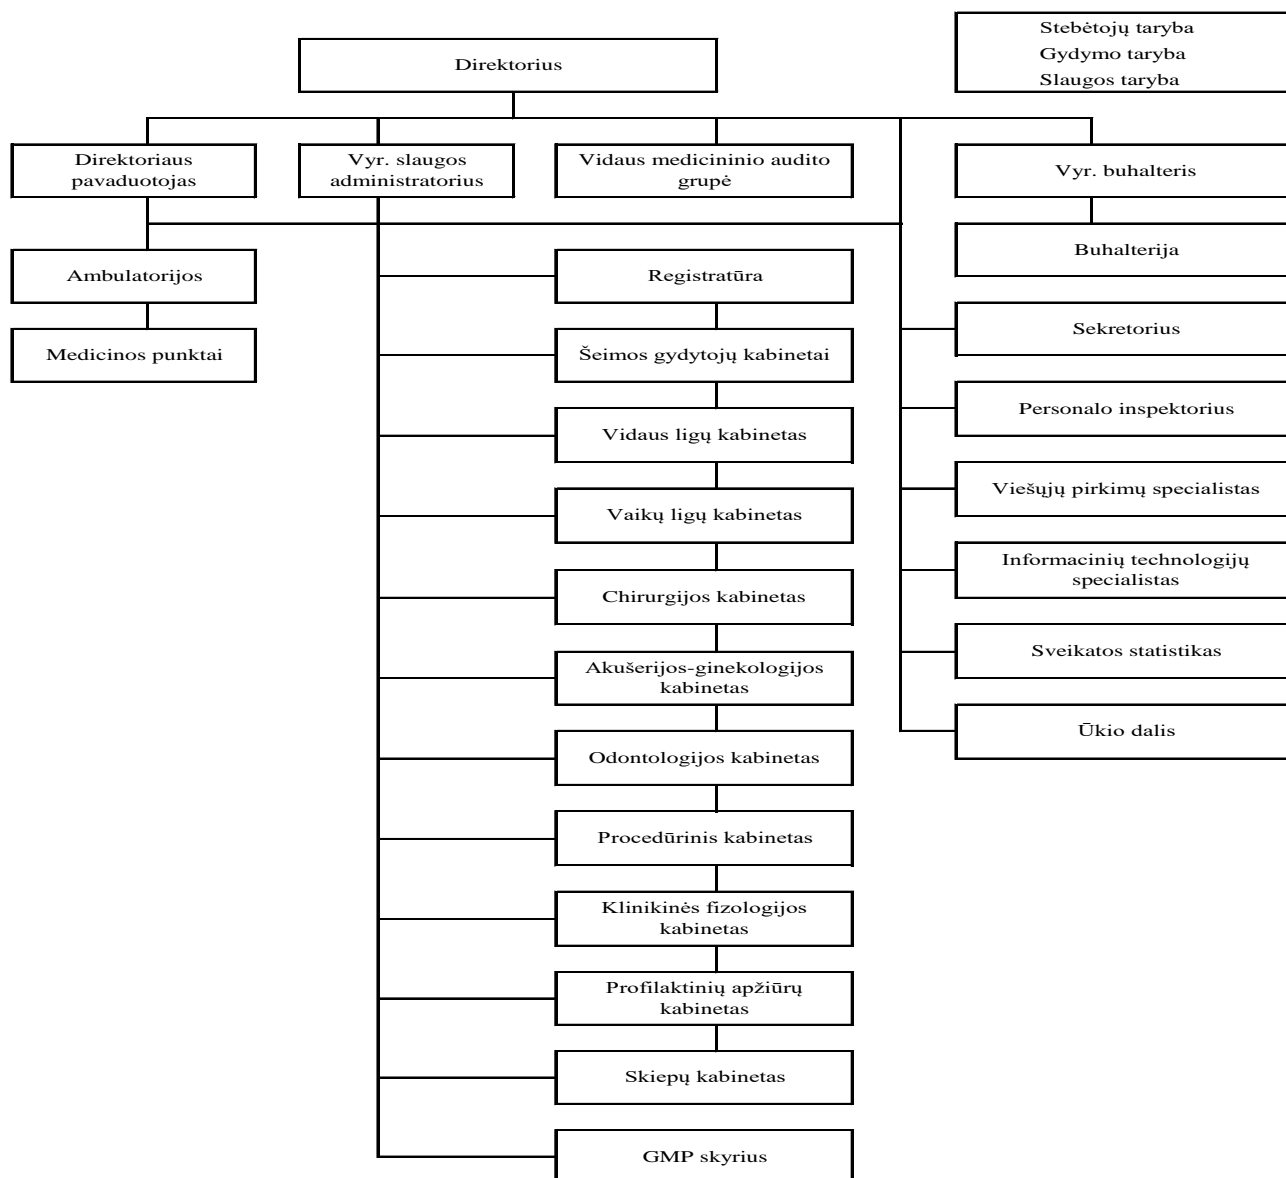 Direktorius
Stebėtojų taryba
Gydymo taryba
Slaugos taryba
Direktoriaus
pavaduotojas
Vyr. slaugos
administratorius
Vidaus medicininio audito
grupė
Vyr. buhalteris
Ambulatorijos
Medicinos punktai
Registratūra
Šeimos gydytojų kabinetai
Vidaus ligų kabinetas
Vaikų ligų kabinetas
Chirurgijos kabinetas
Akušerijos-ginekologijos
kabinetas
Odontologijos kabinetas
Procedūrinis kabinetas
Klinikinės fizologijos
kabinetas
Profilaktinių apžiūrų
kabinetas
Skiepų kabinetas
GMP skyrius
Buhalterija
Sekretorius
Personalo inspektorius
Viešųjų pirkimų specialistas
Informacinių technologijų
specialistas
Sveikatos statistikas
Ūkio dalis